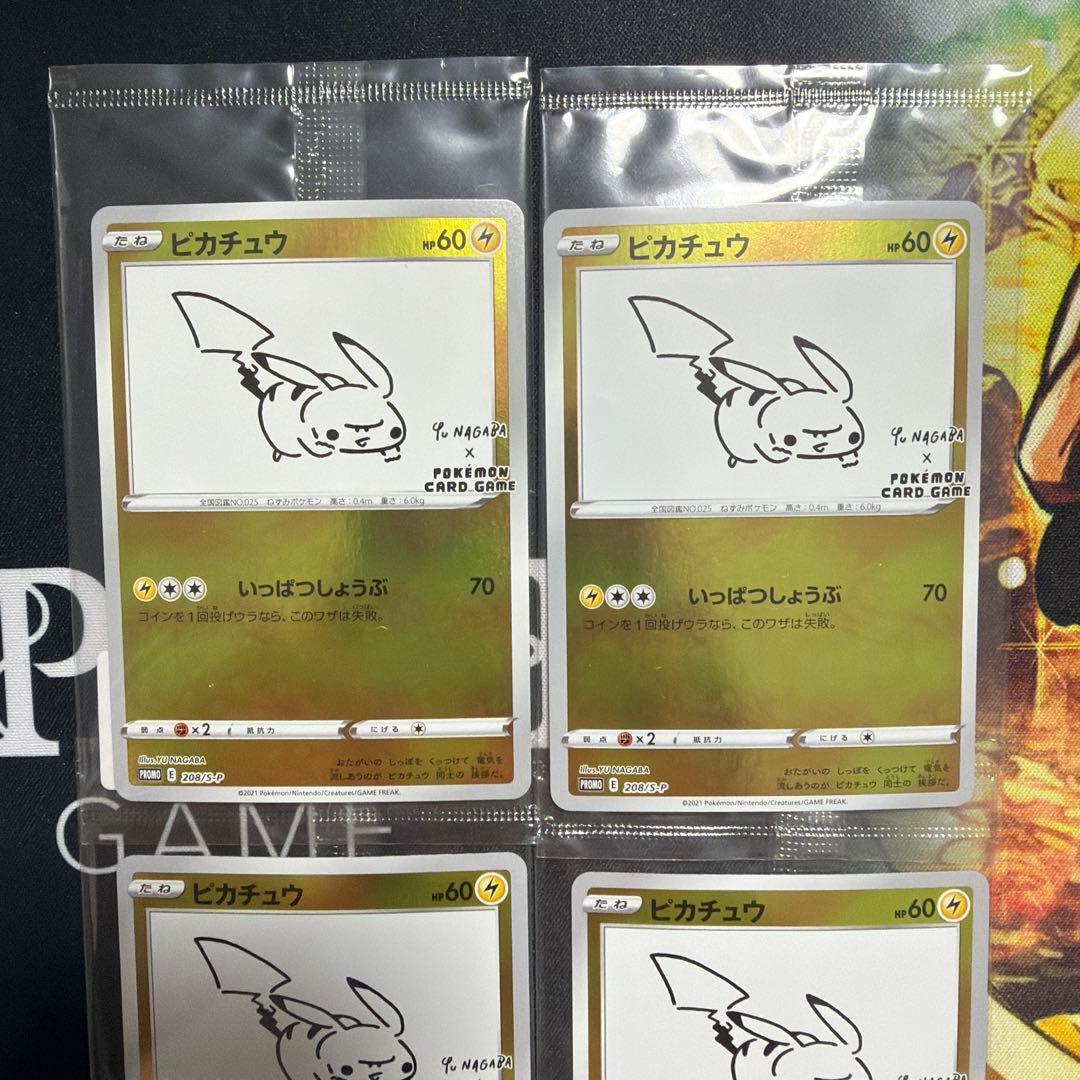 たね ピカチュウ HP60
YU NAGABA
×
POKÉMON
CARD GAME
全国図鑑NO.025 ねずみポケモン 高さ:0.4m 重さ:6.0kg
いっぱつしょうぶ 70
コインを1回投げウラなら、このワザは失敗。
弱点 ×2 抵抗力 にげる
Illus.YU NAGABA
PROMO E 208/S-P
おたがいの しっぽを くっつけて 電気を
流しあうのが ピカチュウ 同士の 挨拶だ。
©2021 Pokémon/Nintendo/Creatures/GAME FREAK.
たね ピカチュウ HP60
YU NAGABA
×
POKÉMON
CARD GAME
全国図鑑NO.025 ねずみポケモン 高さ:0.4m 重さ:6.0kg
いっぱつしょうぶ 70
コインを1回投げウラなら、このワザは失敗。
弱点 ×2 抵抗力 にげる
Illus.YU NAGABA
PROMO E 208/S-P
おたがいの しっぽを くっつけて 電気を
流しあうのが ピカチュウ 同士の 挨拶だ。
©2021 Pokémon/Nintendo/Creatures/GAME FREAK.
GAME
たね ピカチュウ HP60
YU NAGABA
たね ピカチュウ HP60